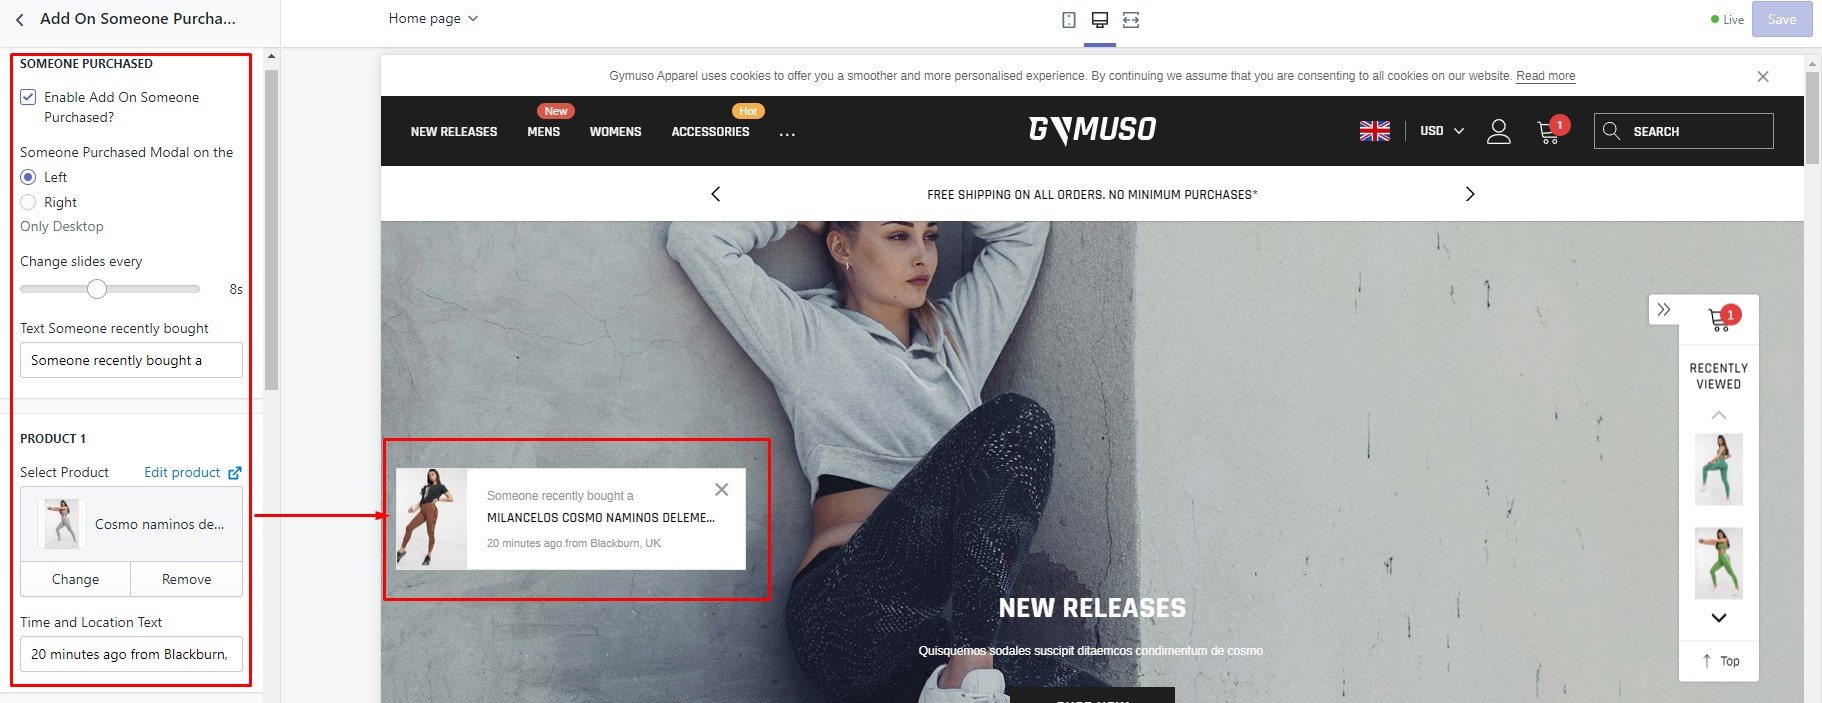 Add On Someone Purcha...
SOMEONE PURCHASED
Enable Add On Someone
Purchased?
Someone Purchased Modal on the
Left
Right
Only Desktop
Change slides every
8s
Text Someone recently bought
Someone recently bought a
PRODUCT 1
Select Product
Edit product
Cosmo naminos de...
Change
Remove
Time and Location Text
20 minutes ago from Blackburn,
Home page
Live
Save
Gymuso Apparel uses cookies to offer you a smoother and more personalised experience. By continuing we assume that you are consenting to all cookies on our website. Read more
New
Hot
NEW RELEASES
MENS
WOMENS
ACCESSORIES
...
GYMUSO
USD
1
SEARCH
FREE SHIPPING ON ALL ORDERS. NO MINIMUM PURCHASES*
1
RECENTLY
VIEWED
Top
Someone recently bought a
MILANCELOS COSMO NAMINOS DELEME...
20 minutes ago from Blackburn, UK
NEW RELEASES
Quisquemos sodales suscipit ditaemcos condimentum de cosmo.